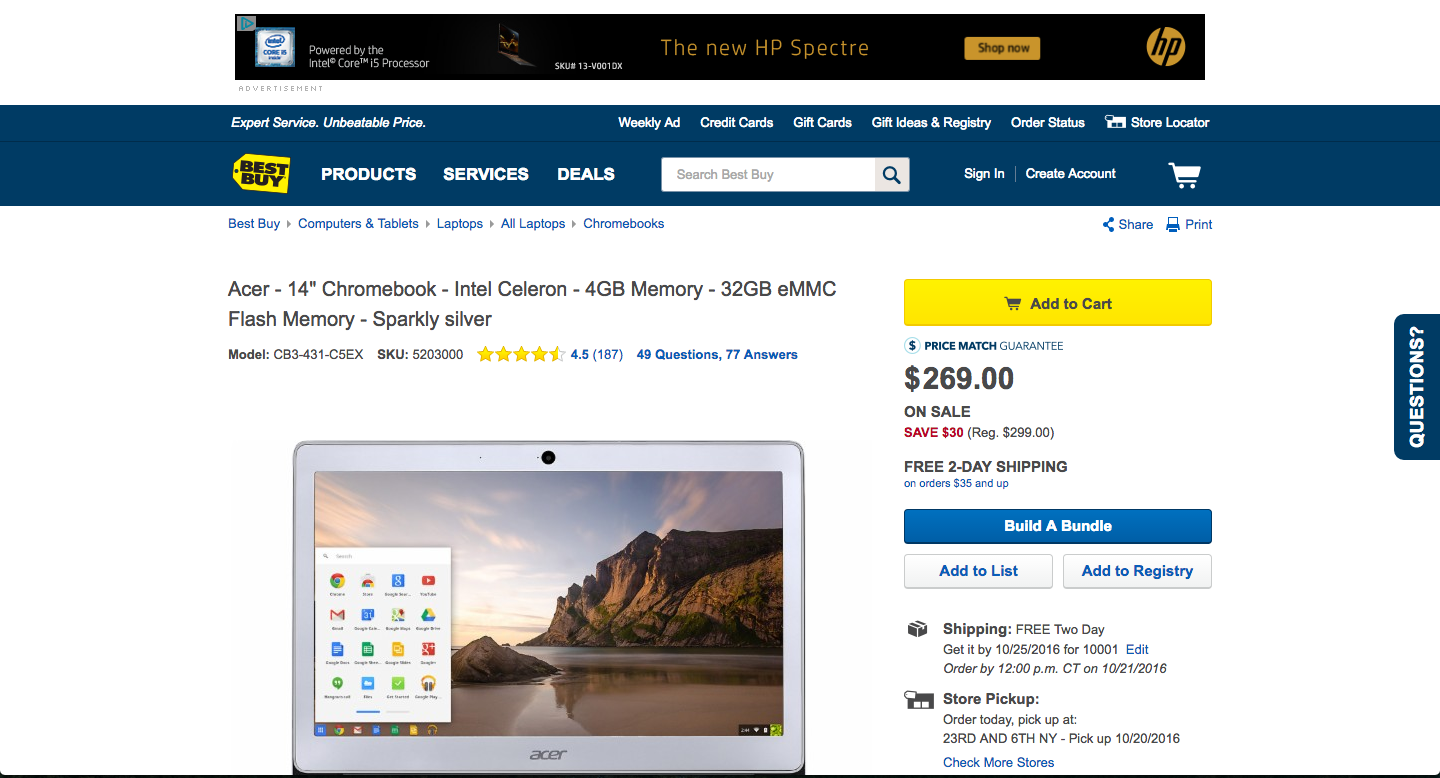 intel
CORE i5
inside
Powered by the
Intel® Core™ i5 Processor
SKU# 13-V001DX
The new HP Spectre
Shop now
hp
ADVERTISEMENT
Expert Service. Unbeatable Price.
Weekly Ad Credit Cards Gift Cards Gift Ideas & Registry Order Status Store Locator
BEST BUY
PRODUCTS SERVICES DEALS
Search Best Buy
Sign In Create Account
Best Buy Computers & Tablets Laptops All Laptops Chromebooks
Share Print
Acer - 14" Chromebook - Intel Celeron - 4GB Memory - 32GB eMMC
Flash Memory - Sparkly silver
Model: CB3-431-C5EX SKU: 5203000 4.5 (187) 49 Questions, 77 Answers
Search
Chrome Store Google Sear... YouTube
Gmail Google Cale... Google Maps Google Drive
Google Docs Google Shee... Google Slides Google+
Hangouts Files Get Started Google Play...
2:44
acer
Add to Cart
$ PRICE MATCH GUARANTEE
$269.00
ON SALE
SAVE $30 (Reg. $299.00)
FREE 2-DAY SHIPPING
on orders $35 and up
Build A Bundle
Add to List Add to Registry
Shipping: FREE Two Day
Get it by 10/25/2016 for 10001 Edit
Order by 12:00 p.m. CT on 10/21/2016
Store Pickup:
Order today, pick up at:
23RD AND 6TH NY - Pick up 10/20/2016
Check More Stores
QUESTIONS?